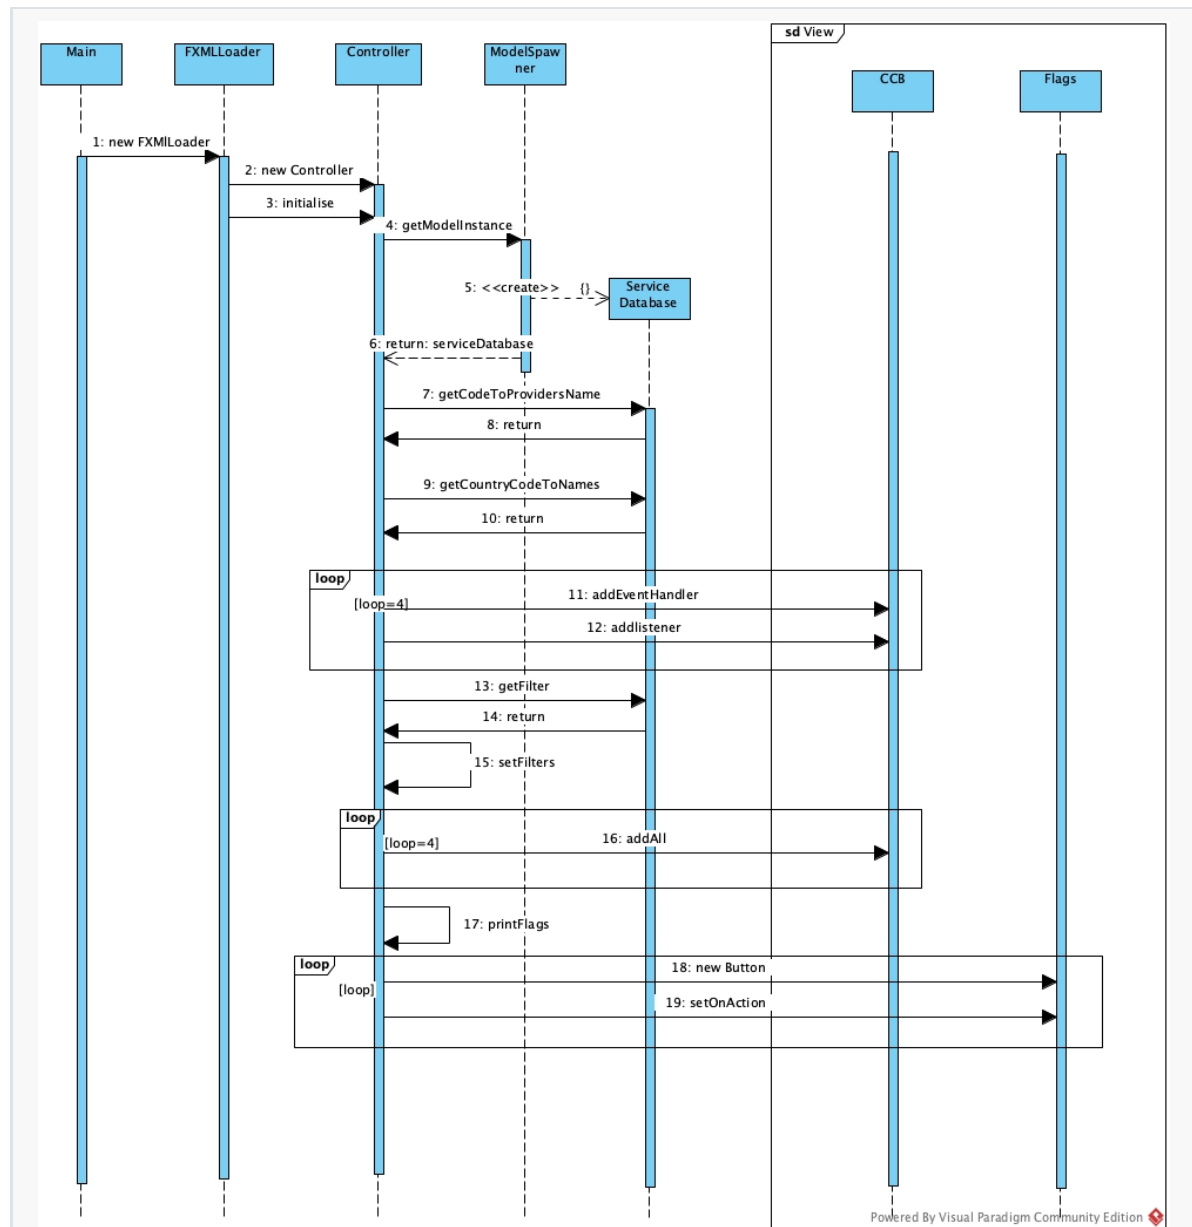 sd View
Main
FXMLLoader
Controller
ModelSpaw
ner
CCB
Flags
1: new FXMlLoader
2: new Controller
3: initialise
4: getModelInstance
5: <<create>>
{}
Service
Database
6: return: serviceDatabase
7: getCodeToProvidersName
8: return
9: getCountryCodeToNames
10: return
loop
[loop=4]
11: addEventHandler
12: addlistener
13: getFilter
14: return
15: setFilters
loop
[loop=4]
16: addAll
17: printFlags
loop
[loop]
18: new Button
19: setOnAction
Powered By Visual Paradigm Community Edition